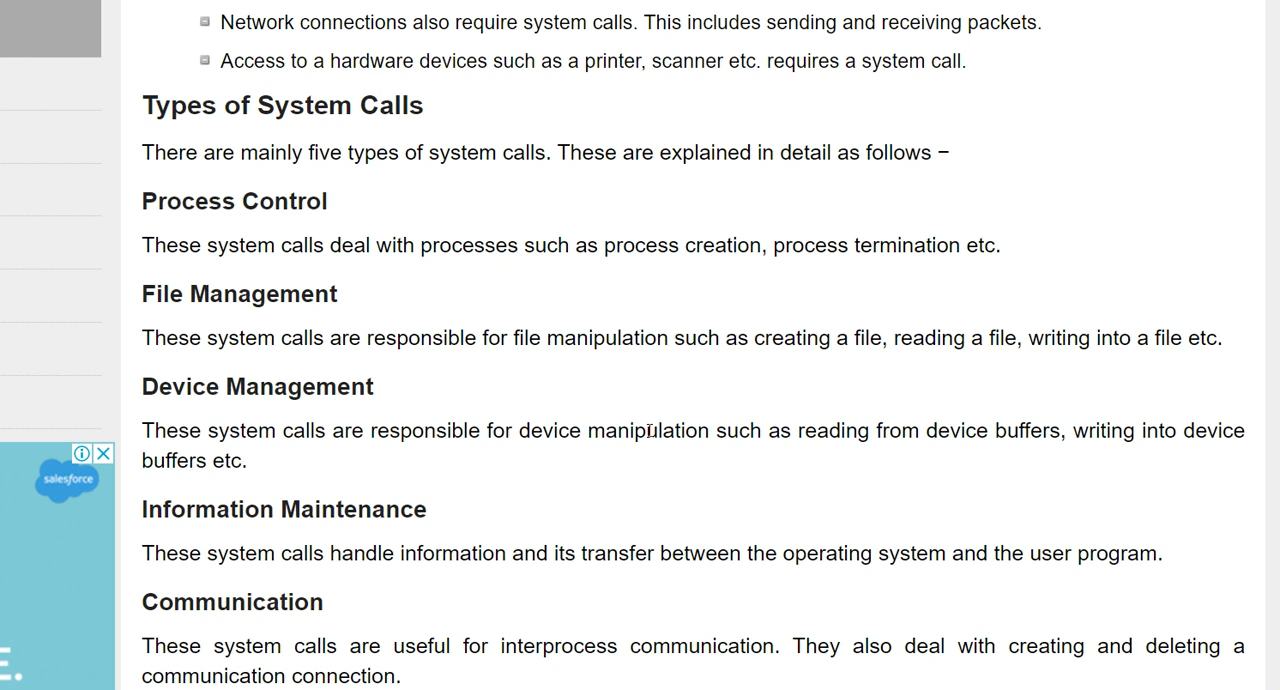 Network connections also require system calls. This includes sending and receiving packets.
Access to a hardware devices such as a printer, scanner etc. requires a system call.
Types of System Calls
There are mainly five types of system calls. These are explained in detail as follows −
Process Control
These system calls deal with processes such as process creation, process termination etc.
File Management
These system calls are responsible for file manipulation such as creating a file, reading a file, writing into a file etc.
Device Management
These system calls are responsible for device manipulation such as reading from device buffers, writing into device
buffers etc.
salesforce
Information Maintenance
These system calls handle information and its transfer between the operating system and the user program.
Communication
These system calls are useful for interprocess communication. They also deal with creating and deleting a
communication connection.
E.